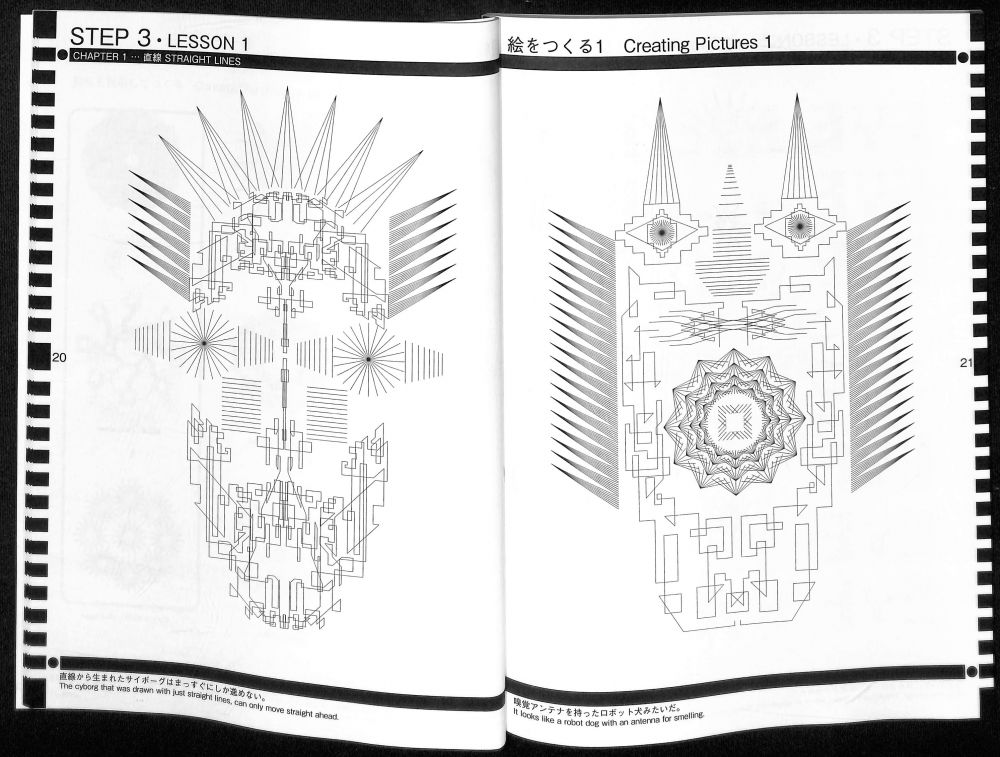 STEP 3・LESSON 1
CHAPTER 1 … 直線 STRAIGHT LINES
20
直線から生まれたサイボーグはまっすぐにしか進めない。
The cyborg that was drawn with just straight lines, can only move straight ahead.
絵をつくる1 Creating Pictures 1
21
嗅覚アンテナを持ったロボット犬みたいだ。
It looks like a robot dog with an antenna for smelling.